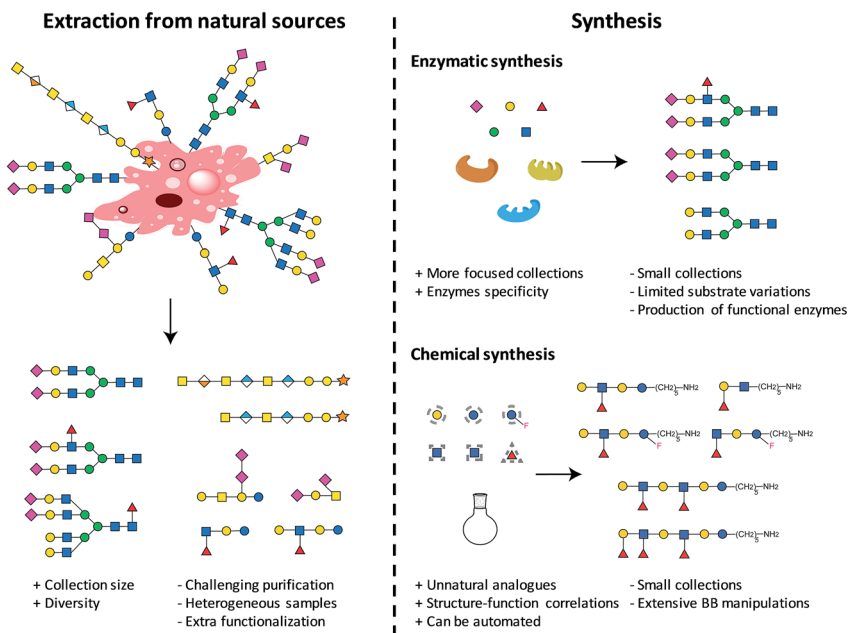 Extraction from natural sources
+ Collection size
+ Diversity
- Challenging purification
- Heterogeneous samples
- Extra functionalization
Synthesis
Enzymatic synthesis
+ More focused collections
+ Enzymes specificity
- Small collections
- Limited substrate variations
- Production of functional enzymes
Chemical synthesis
F
(CH₂)₅—NH2
(CH₂)₅—NH2
(CH₂)₅—NH2
F
(CH₂)₅—NH2
F
(CH₂)₅—NH2
(CH₂)₅—NH2
+ Unnatural analogues
+ Structure-function correlations
+ Can be automated
- Small collections
- Extensive BB manipulations